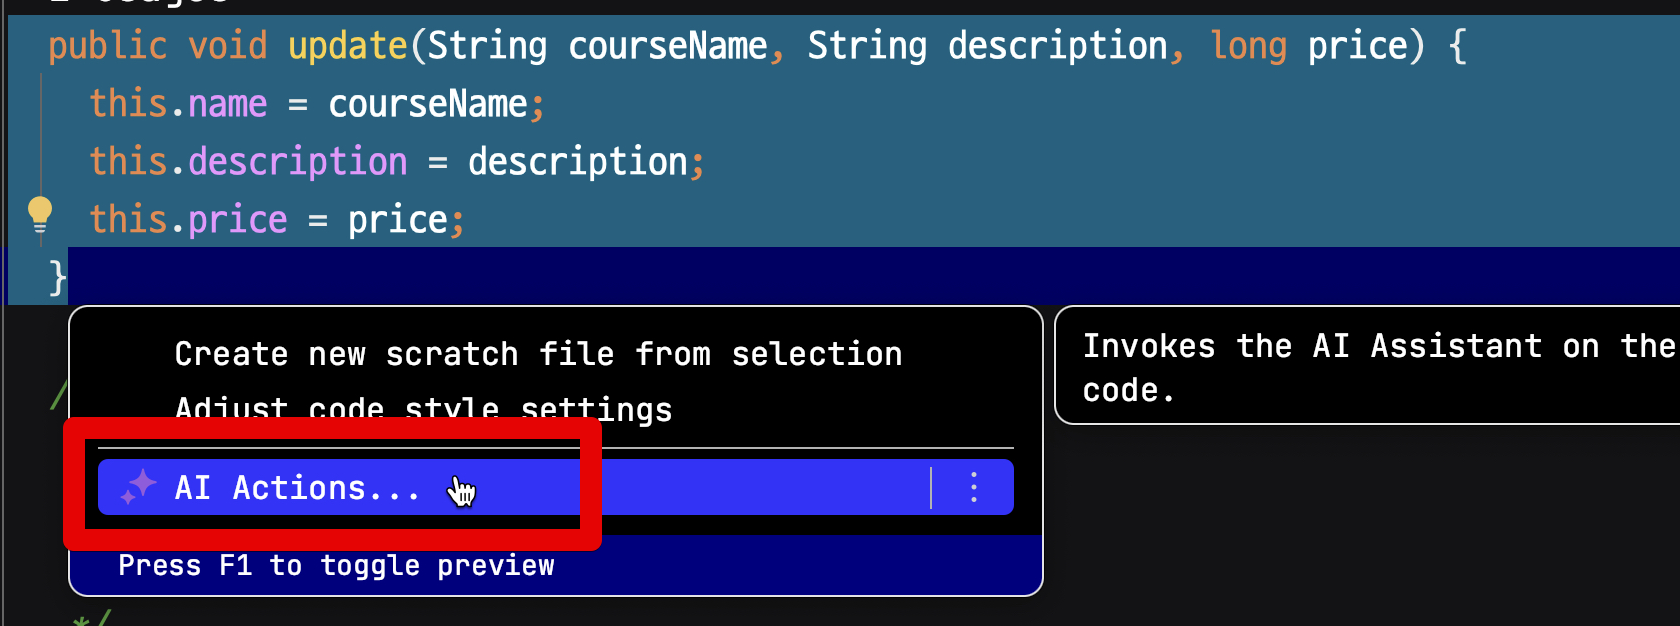 public void update(String courseName, String description, long price) {
this.name = courseName;
this.description = description;
this.price = price;
}
Create new scratch file from selection
Adjust code style settings
AI Actions...
Press F1 to toggle preview
Invokes the AI Assistant on the
code.
/
*/